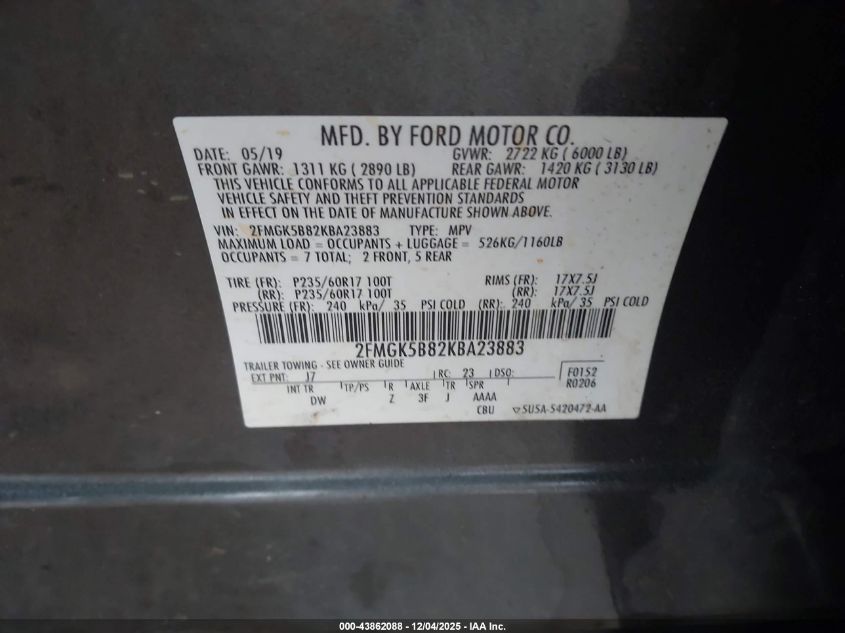 MFD. BY FORD MOTOR CO.
DATE: 05/19 GVWR: 2722 KG ( 6000 LB)
FRONT GAWR: 1311 KG ( 2890 LB) REAR GAWR: 1420 KG ( 3130 LB)
THIS VEHICLE CONFORMS TO ALL APPLICABLE FEDERAL MOTOR
VEHICLE SAFETY AND THEFT PREVENTION STANDARDS
IN EFFECT ON THE DATE OF MANUFACTURE SHOWN ABOVE.
VIN: 2FMGK5B82KBA23883 TYPE: MPV
MAXIMUM LOAD = OCCUPANTS + LUGGAGE = 526KG/1160LB
OCCUPANTS = 7 TOTAL; 2 FRONT, 5 REAR
TIRE (FR): P235/60R17 100T RIMS (FR): 17X7.5J
(RR): P235/60R17 100T (RR): 17X7.5J
PRESSURE (FR): 240 kPa/ 35 PSI COLD (RR): 240 kPa/ 35 PSI COLD
2FMGK5B82KBA23883
TRAILER TOWING - SEE OWNER GUIDE
EXT PNT: J7 RC: 23 DSO: F0152
INT TR TP/PS R AXLE TR SPR R0206
DW Z 3F J AAAA
CBU ▽5U5A-5420472-AA
000-43862088 - 12/04/2025 - IAA Inc.